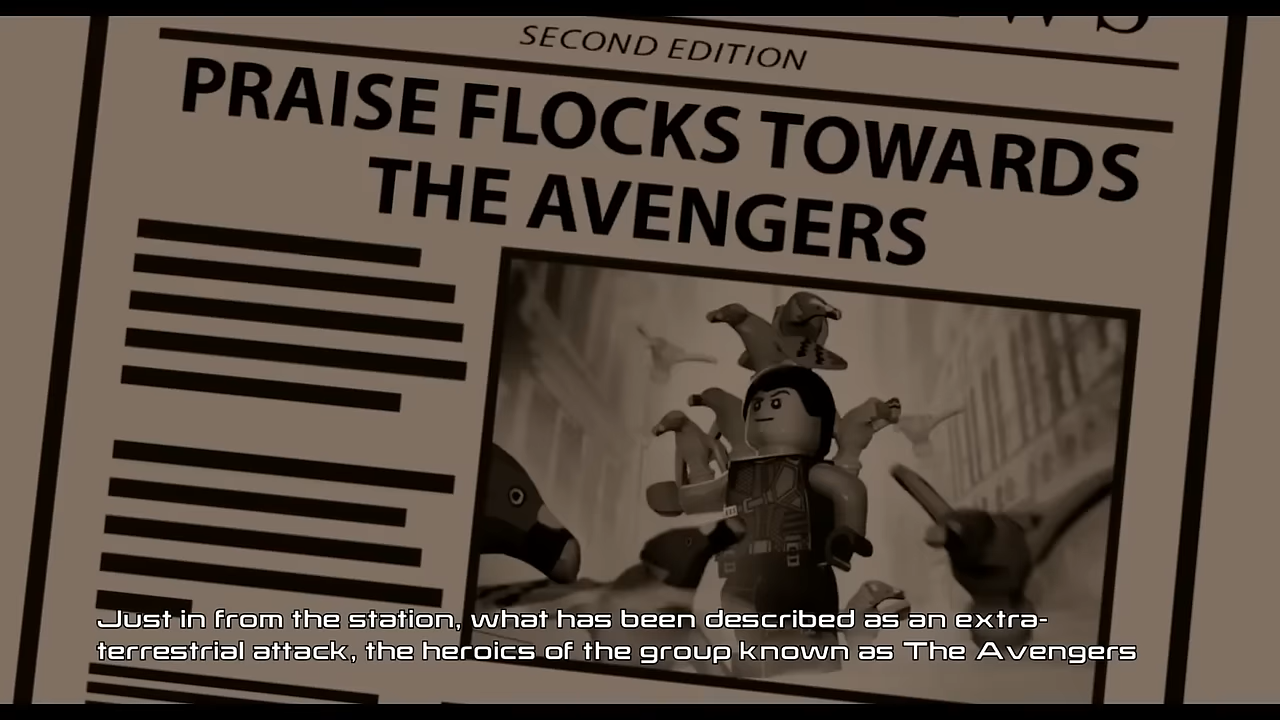 SECOND EDITION
PRAISE FLOCKS TOWARDS
THE AVENGERS
Just in from the station, what has been described as an extra-
terrestrial attack, the heroics of the group known as The Avengers